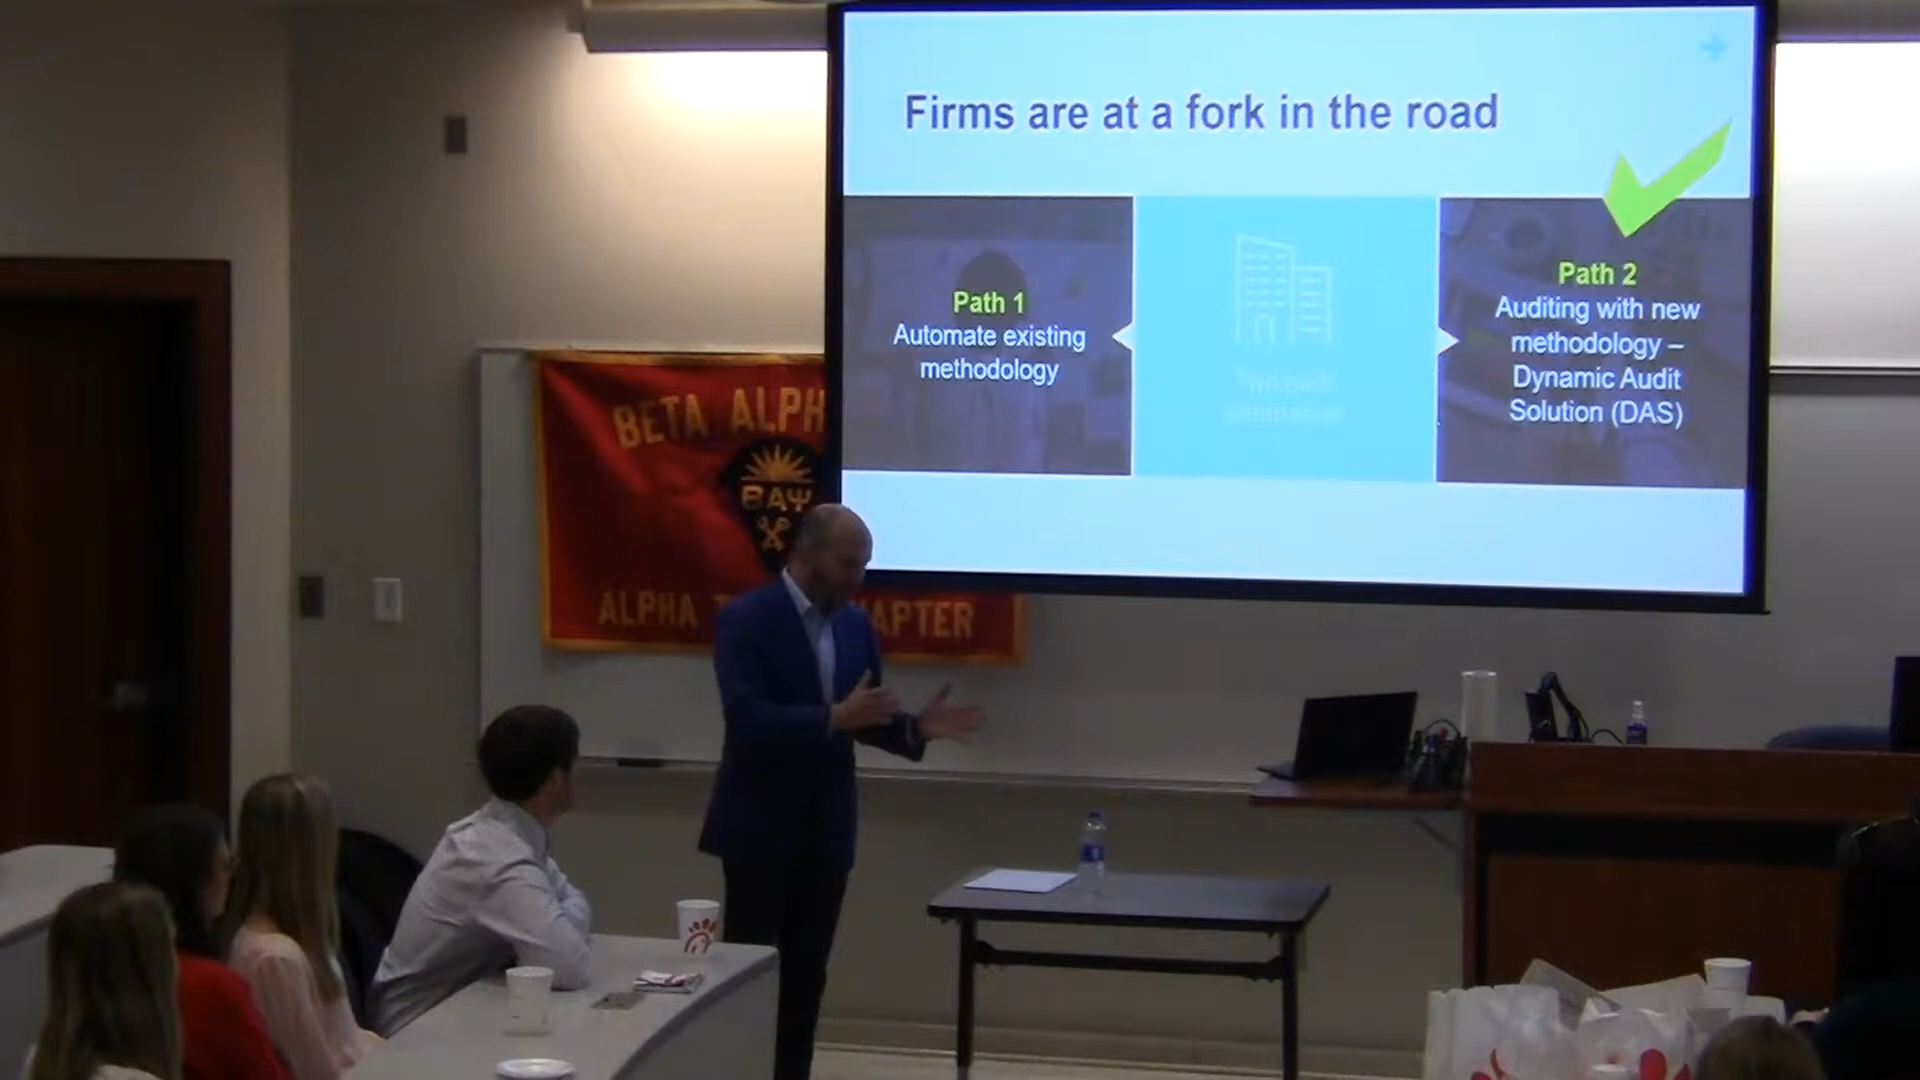 Firms are at a fork in the road
Path 1
Automate existing
methodology
Path 2
Auditing with new
methodology –
Dynamic Audit
Solution (DAS)
BETA ALPH
ΒΑΨ
ALPHA
APTER